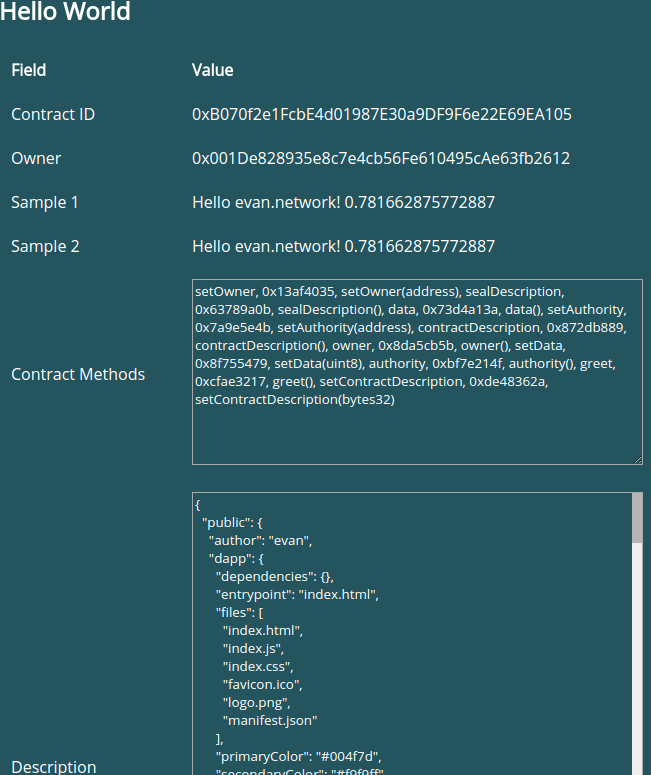 Hello World
Field Value
Contract ID 0xB070f2e1FcbE4d01987E30a9DF9F6e22E69EA105
Owner 0x001De828935e8c7e4cb56Fe610495cAe63fb2612
Sample 1 Hello evan.network! 0.781662875772887
Sample 2 Hello evan.network! 0.781662875772887
Contract Methods
setOwner, 0x13af4035, setOwner(address), sealDescription,
0x63789a0b, sealDescription(), data, 0x73d4a13a, data(), setAuthority,
0x7a9e5e4b, setAuthority(address), contractDescription, 0x872db889,
contractDescription(), owner, 0x8da5cb5b, owner(), setData,
0x8f755479, setData(uint8), authority, 0xbf7e214f, authority(), greet,
0xcfae3217, greet(), setContractDescription, 0xde48362a,
setContractDescription(bytes32)
Description
{
"public": {
"author": "evan",
"dapp": {
"dependencies": {},
"entrypoint": "index.html",
"files": [
"index.html",
"index.js",
"index.css",
"favicon.ico",
"logo.png",
"manifest.json"
],
"primaryColor": "#004f7d",
"secondaryColor": "#f9f9ff"